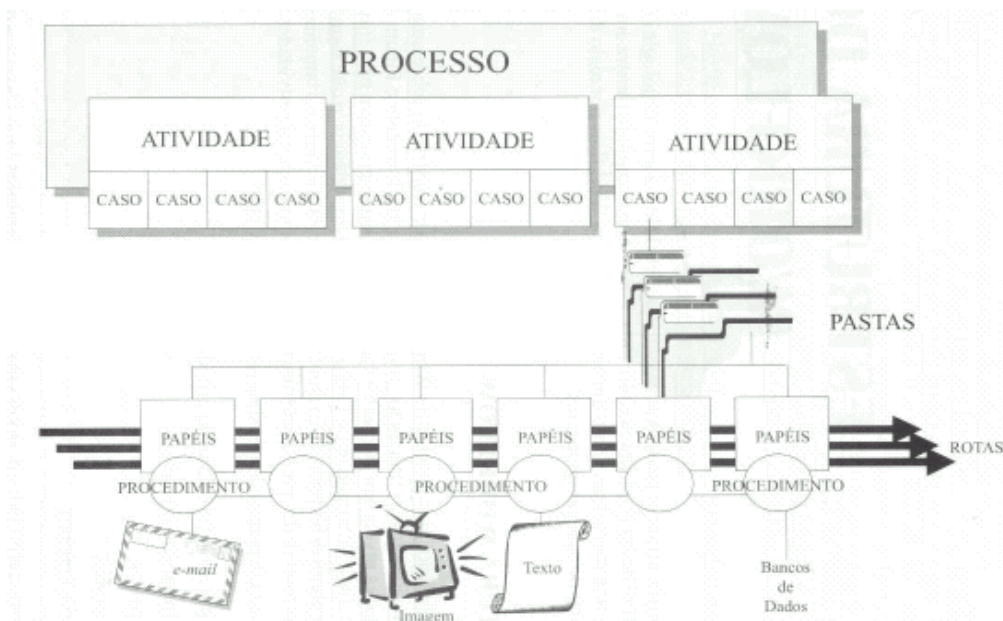 PROCESSO
ATIVIDADE ATIVIDADE ATIVIDADE
CASO CASO CASO CASO CASO CASO CASO CASO CASO CASO CASO CASO
PASTAS
PAPÉIS PAPÉIS PAPÉIS PAPÉIS PAPÉIS PAPÉIS
ROTAS
PROCEDIMENTO PROCEDIMENTO PROCEDIMENTO
e-mail
Texto
Imagem
Bancos
de
Dados